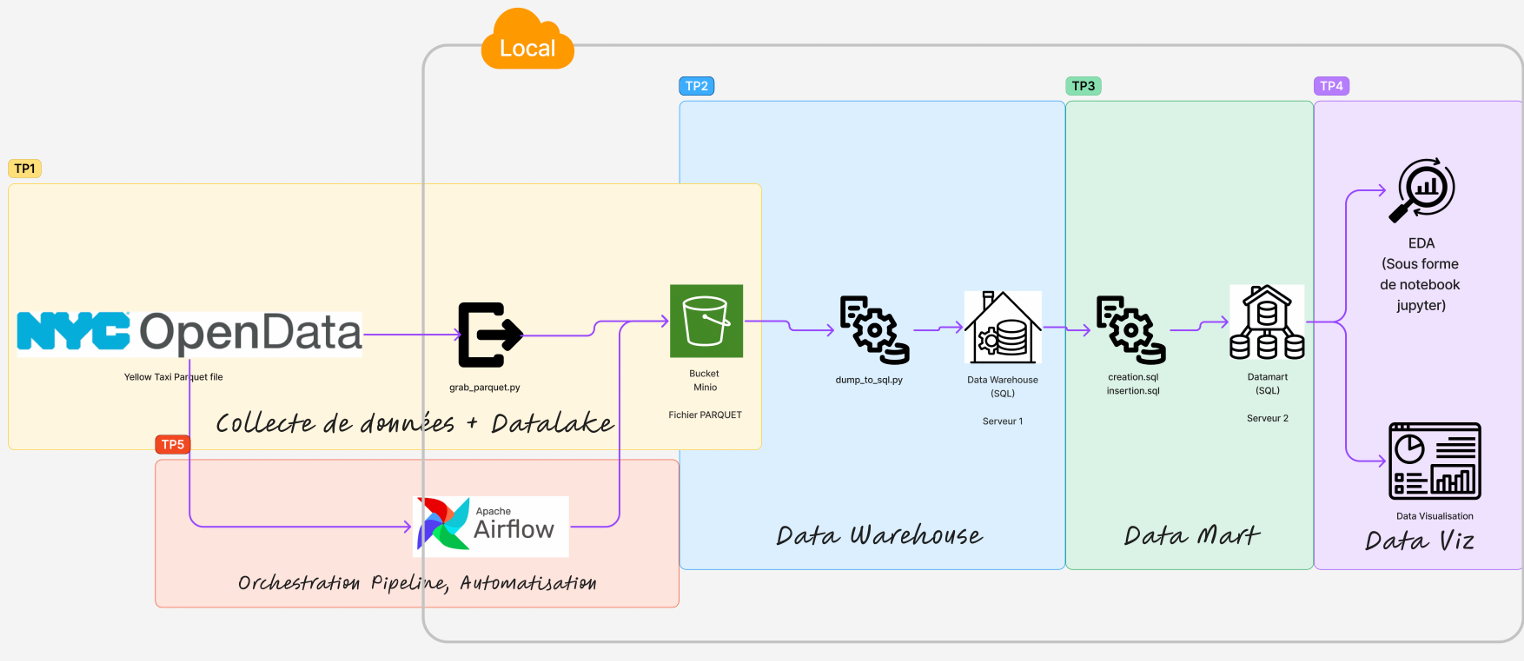 Local
TP2
TP3
TP4
TP1
EDA
(Sous forme
de notebook
jupyter)
NYC OpenData
Yellow Taxi Parquet file
grab_parquet.py
Bucket
Minio
Fichier PARQUET
dump_to_sql.py
Data Warehouse
(SQL)
Serveur 1
creation.sql
insertion.sql
Datamart
(SQL)
Serveur 2
Collecte de données + Datalake
TP5
Apache
Airflow
Orchestration Pipeline, Automatisation
Data Warehouse
Data Mart
Data Visualisation
Data Viz